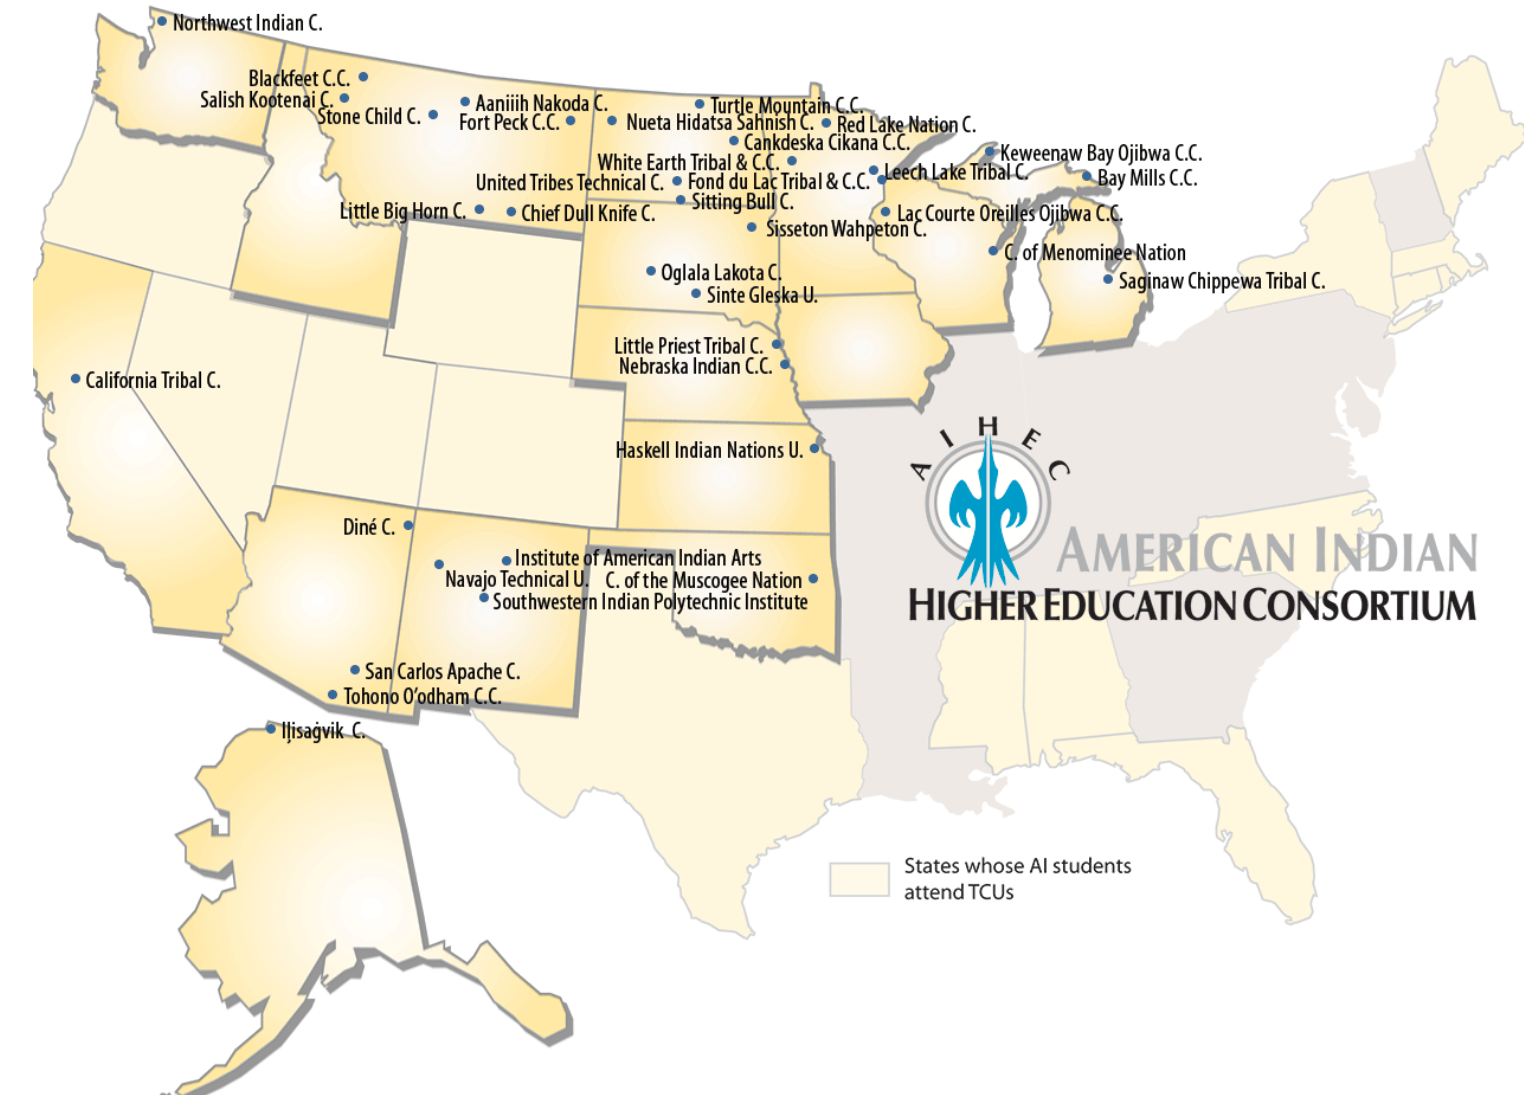 Northwest Indian C.
Blackfeet C.C.
Salish Kootenai C.
Stone Child C.
Aaniiih Nakoda C.
Fort Peck C.C.
Turtle Mountain C.C.
Nueta Hidatsa Sahnish C.
Red Lake Nation C.
Cankdeska Cikana C.C.
White Earth Tribal & C.C.
Keweenaw Bay Ojibwa C.C.
Leech Lake Tribal C.
Bay Mills C.C.
United Tribes Technical C.
Fond du Lac Tribal & C.C.
Sitting Bull C.
Little Big Horn C.
Chief Dull Knife C.
Lac Courte Oreilles Ojibwa C.C.
Sisseton Wahpeton C.
C. of Menominee Nation
Oglala Lakota C.
Saginaw Chippewa Tribal C.
Sinte Gleska U.
Little Priest Tribal C.
Nebraska Indian C.C.
California Tribal C.
Haskell Indian Nations U.
Diné C.
Institute of American Indian Arts
Navajo Technical U.
C. of the Muscogee Nation
Southwestern Indian Polytechnic Institute
San Carlos Apache C.
Tohono O'odham C.C.
Iḷisaġvik C.
A I H E C
AMERICAN INDIAN
HIGHER EDUCATION CONSORTIUM
States whose AI students
attend TCUs